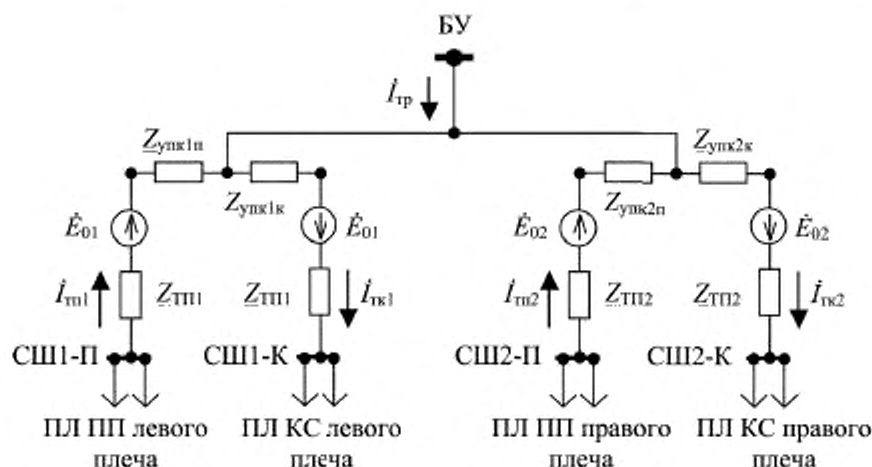 БУ
İтр
Zупк1п
Zупк2к
Zупк1к
Zупк2п
Ė01
Ė01
Ė02
Ė02
İтп1
ZТП1
ZТП1
İтк1
İтп2
ZТП2
ZТП2
İтк2
СШ1-П
СШ1-К
СШ2-П
СШ2-К
ПЛ ПП левого
плеча
ПЛ КС левого
плеча
ПЛ ПП правого
плеча
ПЛ КС правого
плеча